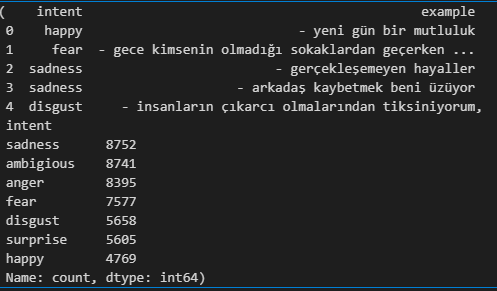 ( intent example
0 happy - yeni gün bir mutluluk
1 fear - gece kimsenin olmadığı sokaklardan geçerken ...
2 sadness - gerçekleşemeyen hayaller
3 sadness - arkadaş kaybetmek beni üzüyor
4 disgust - insanların çıkarcı olmalarından tiksiniyorum,
intent
sadness 8752
ambigious 8741
anger 8395
fear 7577
disgust 5658
surprise 5605
happy 4769
Name: count, dtype: int64)